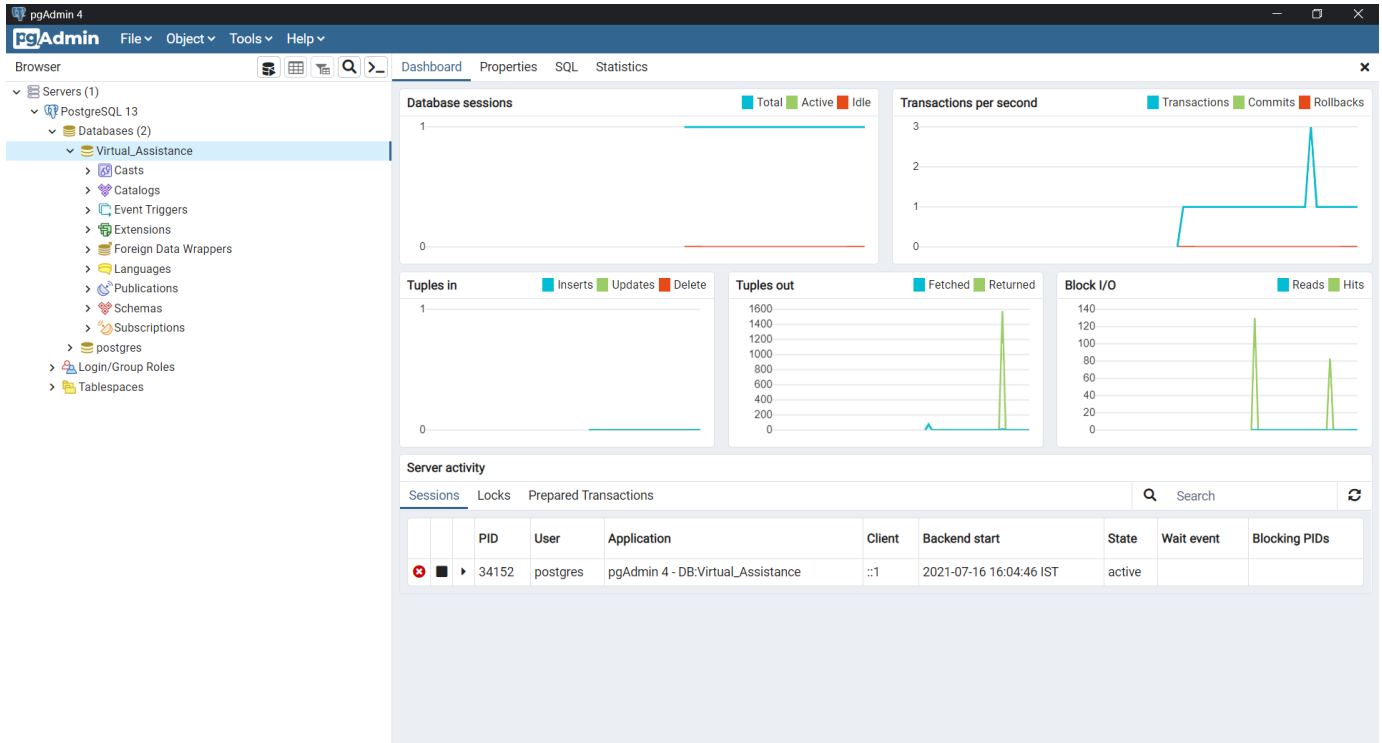 pgAdmin 4
pgAdmin File Object Tools Help
Browser
Dashboard Properties SQL Statistics
Servers (1)
PostgreSQL 13
Databases (2)
Virtual_Assistance
Casts
Catalogs
Event Triggers
Extensions
Foreign Data Wrappers
Languages
Publications
Schemas
Subscriptions
postgres
Login/Group Roles
Tablespaces
Database sessions Total Active Idle
1
0
Transactions per second Transactions Commits Rollbacks
3
2
1
0
Tuples in Inserts Updates Delete
1
0
Tuples out Fetched Returned
1600
1400
1200
1000
800
600
400
200
0
Block I/O Reads Hits
140
120
100
80
60
40
20
0
Server activity
Sessions Locks Prepared Transactions Search
PID User Application Client Backend start State Wait event Blocking PIDs
34152 postgres pgAdmin 4 - DB:Virtual_Assistance ::1 2021-07-16 16:04:46 IST active